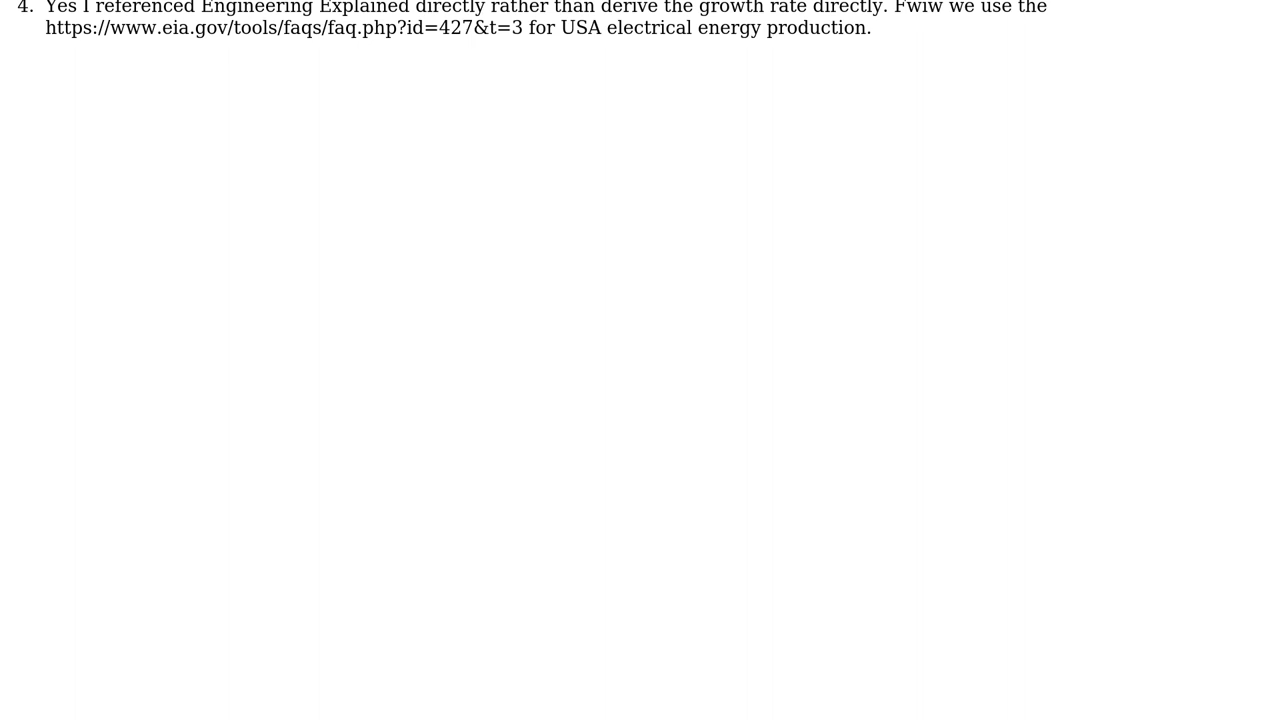 4. Yes I referenced Engineering Explained directly rather than derive the growth rate directly. Fwiw we use the
https://www.eia.gov/tools/faqs/faq.php?id=427&t=3 for USA electrical energy production.